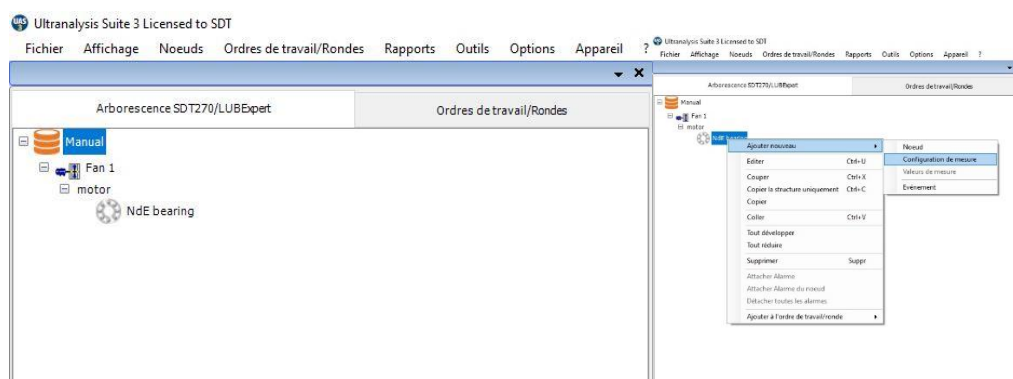 UAS
Ultranalysis Suite 3 Licensed to SDT
Fichier Affichage Noeuds Ordres de travail/Rondes Rapports Outils Options Appareil ?
Arborescence SDT270/LUBExpert Ordres de travail/Rondes
Manual
Fan 1
motor
NdE bearing
Ultranalysis Suite 3 Licensed to SDT
Fichier Affichage Noeuds Ordres de travail/Rondes Rapports Outils Options Appareil ?
Arborescence SDT270/LUBExpert Ordres de travail/Rondes
Manual
Fan 1
motor
NdE bearing
Ajouter nouveau
Editer Ctrl+U
Couper Ctrl+X
Copier la structure uniquement Ctrl+C
Copier
Coller Ctrl+V
Tout développer
Tout réduire
Supprimer Suppr
Attacher Alarme
Attacher Alarme du noeud
Détacher toutes les alarmes
Ajouter à l'ordre de travail/ronde
Noeud
Configuration de mesure
Valeurs de mesure
Evénement